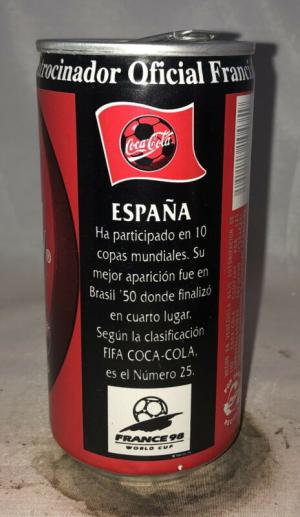 trocinador Oficial Franci
Coca-Cola
ESPAÑA
Ha participado en 10
copas mundiales. Su
mejor aparición fue en
Brasil '50 donde finalizó
en cuarto lugar.
Según la clasificación
FIFA COCA-COLA,
es el Número 25.
FRANCE 98
WORLD CUP